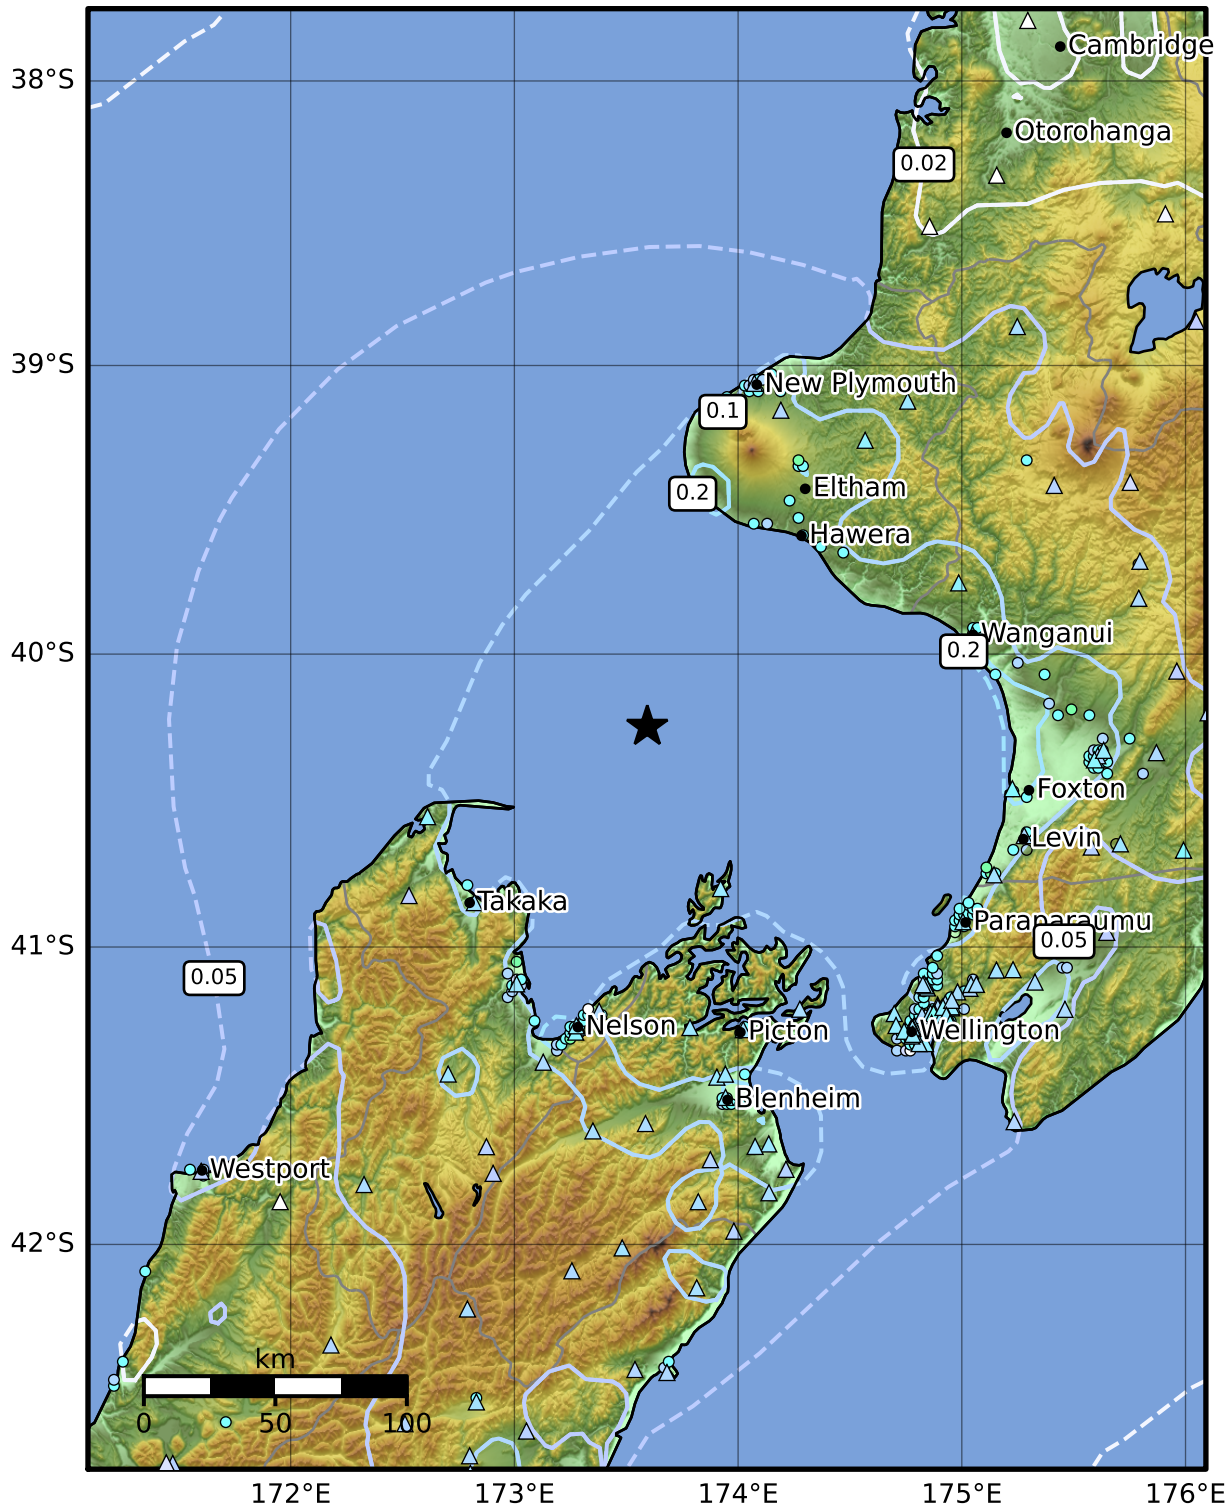 Cambridge
38°S
Otorohanga
0.02
39°S
New Plymouth
0.1
Eltham
0.2
Hawera
Wanganui
40°S
0.2
Foxton
Levin
Takaka
Paraparaumu
41°S
0.05
0.05
Nelson
Picton
Wellington
Blenheim
Westport
42°S
km
0 50 100
172°E 173°E 174°E 175°E 176°E